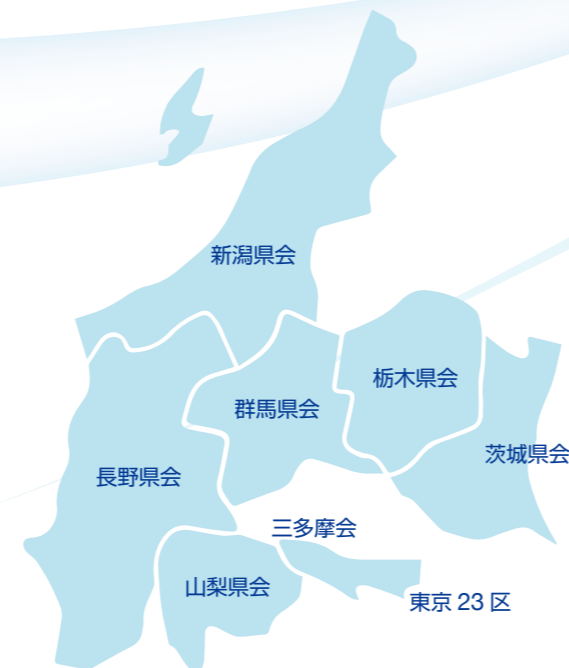 新潟県会
栃木県会
群馬県会
茨城県会
長野県会
三多摩会
山梨県会
東京 23 区